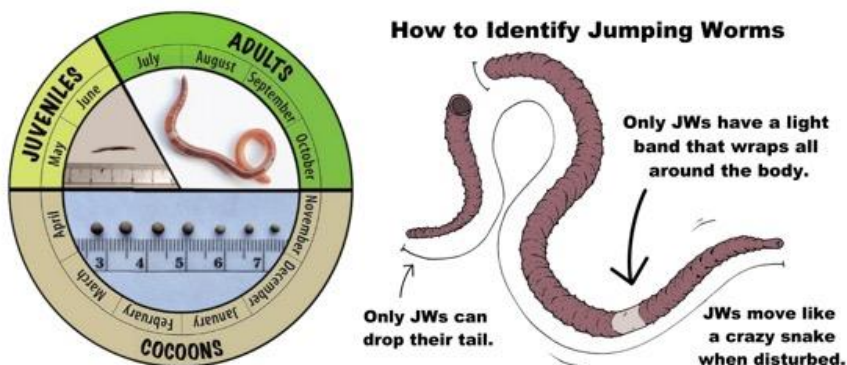 JUVENILES
ADULTS
May
June
July
August
September
October
November
December
January
February
March
April
COCOONS
3 4 5 6 7
How to Identify Jumping Worms
Only JWs have a light
band that wraps all
around the body.
Only JWs can
drop their tail.
JWs move like
a crazy snake
when disturbed.